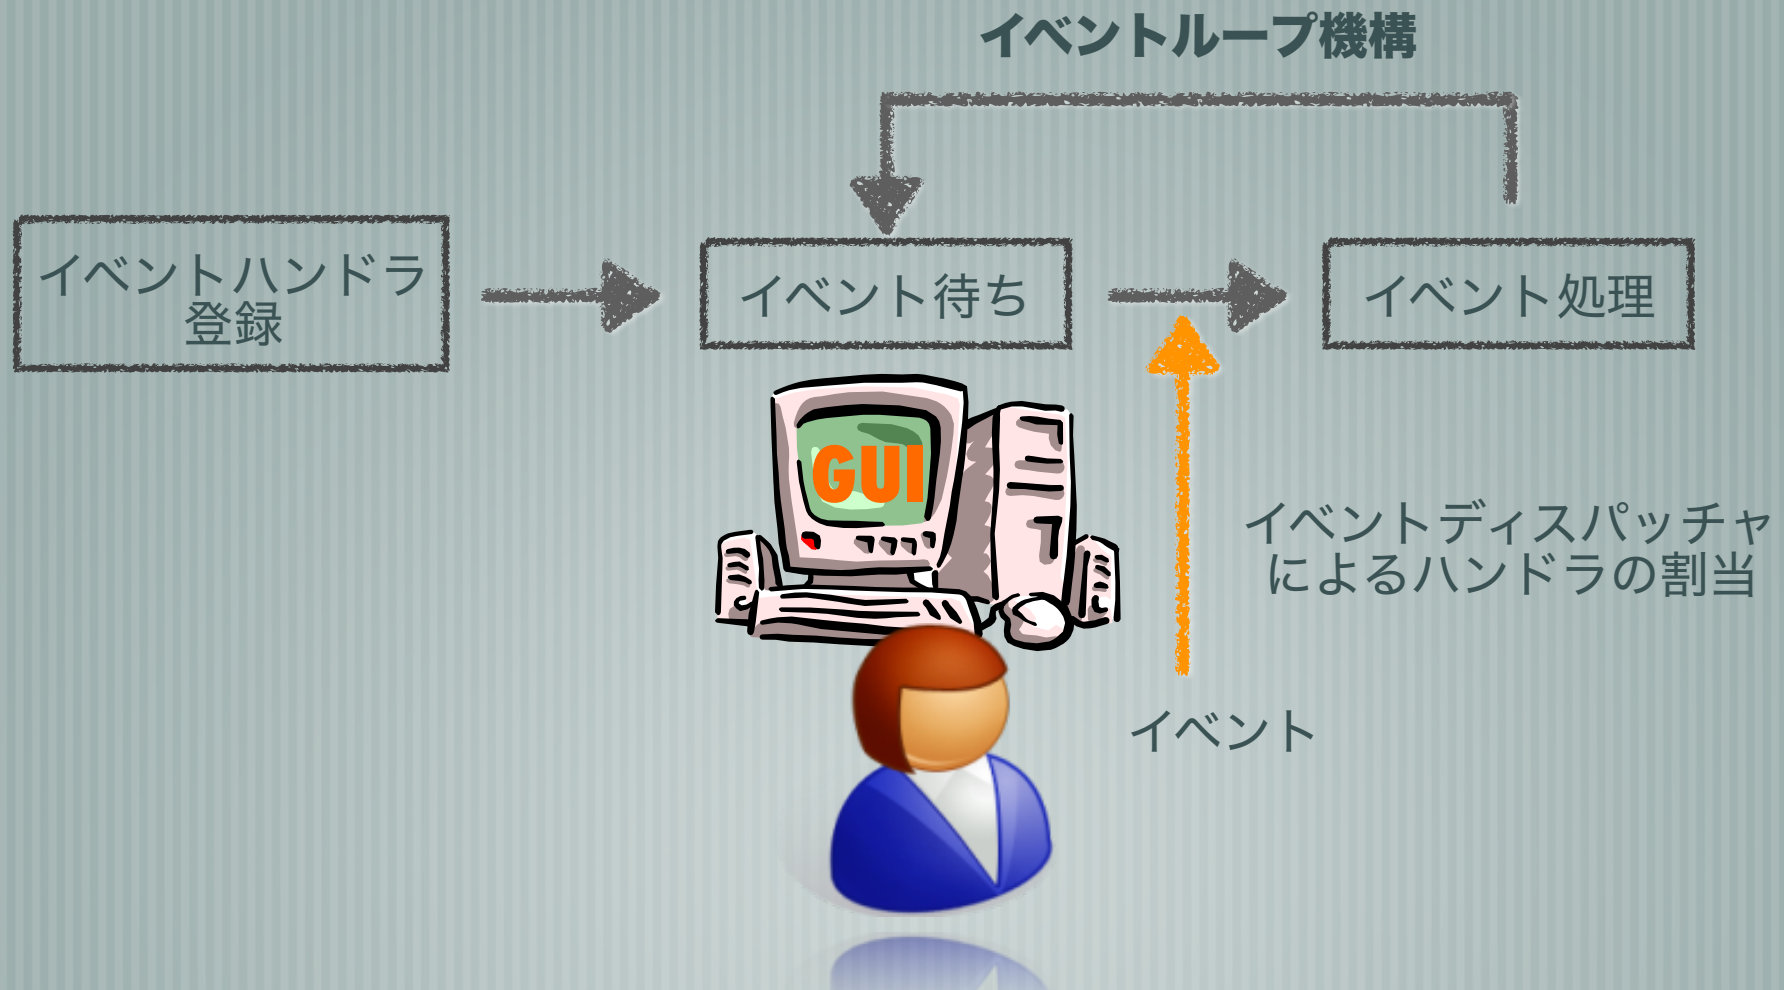 イベントループ機構
イベントハンドラ
登録
イベント待ち
イベント処理
GUI
イベントディスパッチャ
によるハンドラの割当
イベント